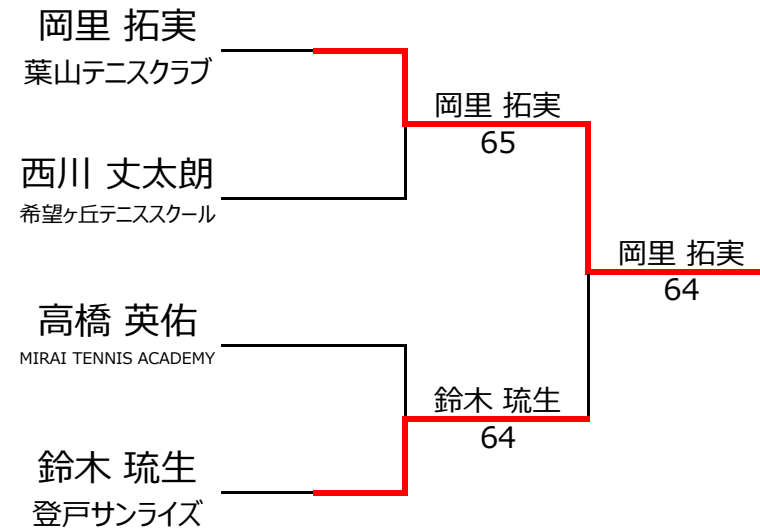 岡里 拓実
葉山テニスクラブ
西川 丈太朗
希望ヶ丘テニススクール
高橋 英佑
MIRAI TENNIS ACADEMY
鈴木 琉生
登戸サンライズ
岡里 拓実
65
鈴木 琉生
64
岡里 拓実
64